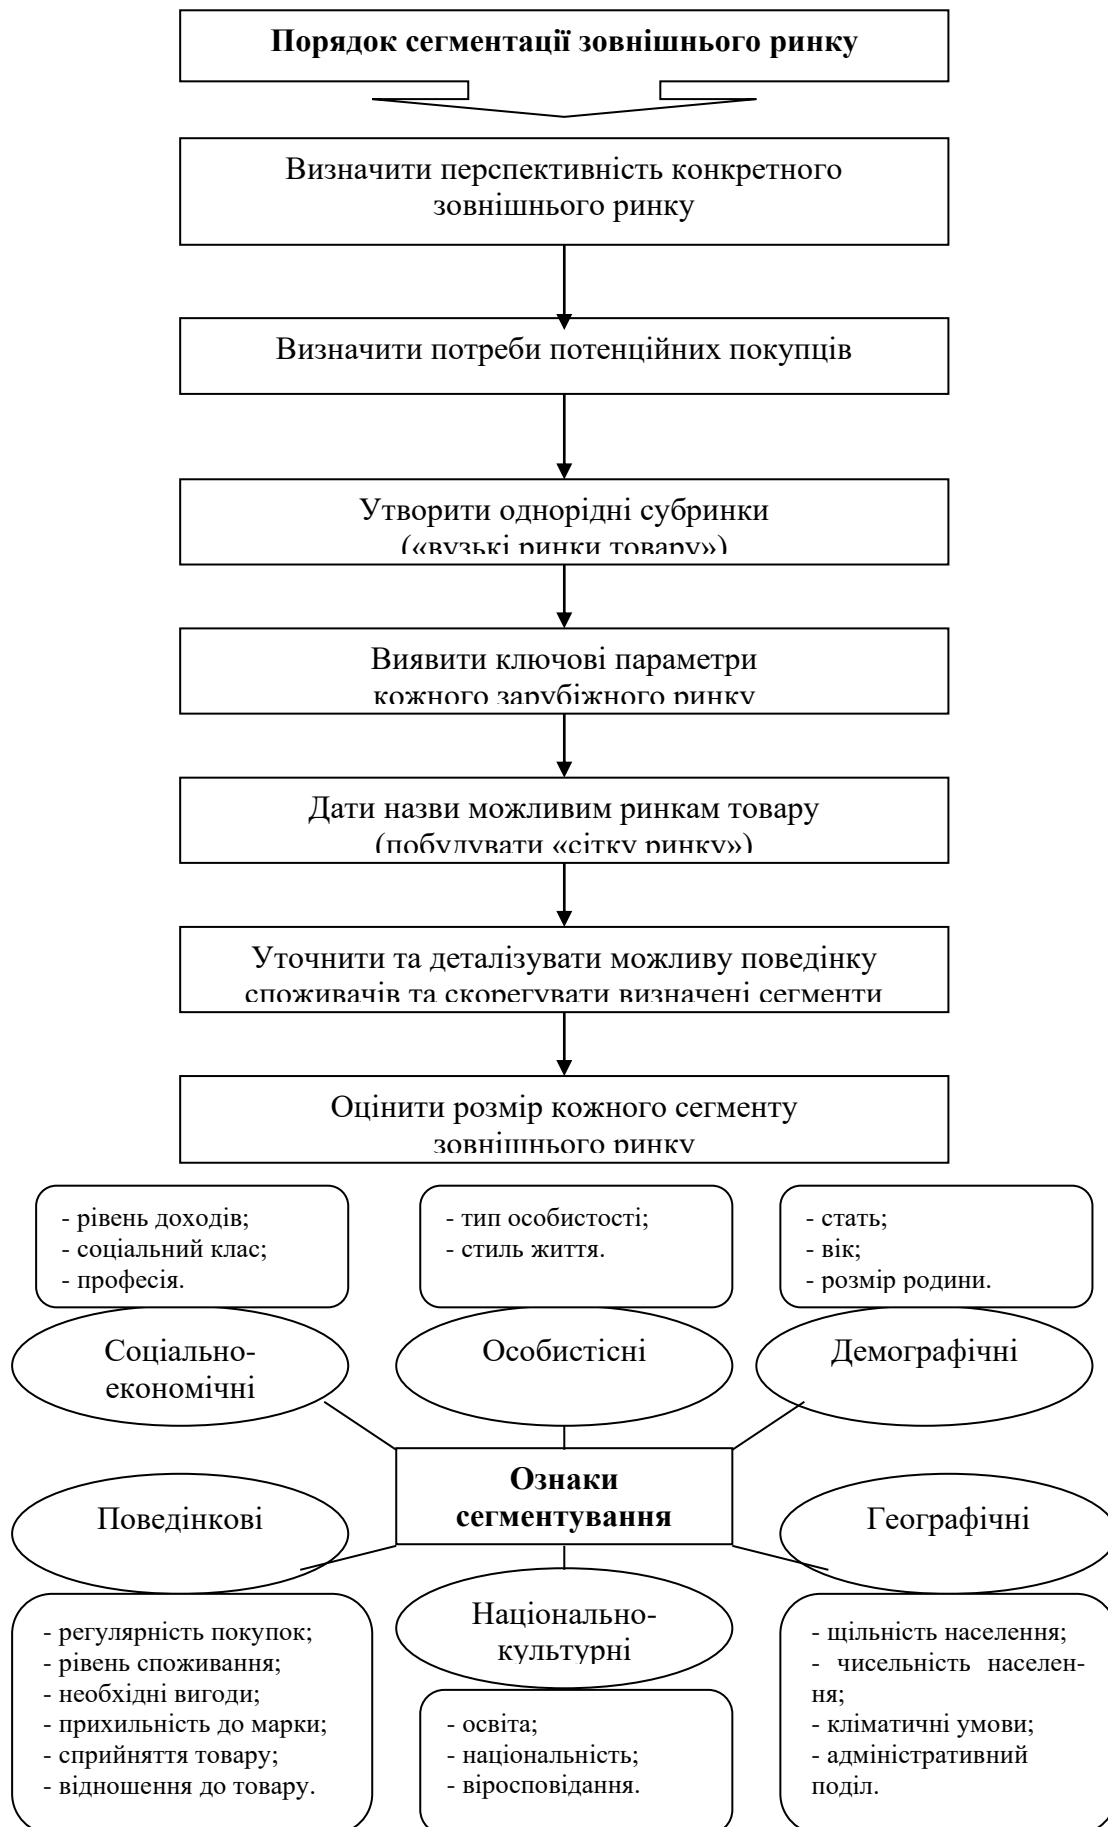 Порядок сегментації зовнішнього ринку
Визначити перспективність конкретного
зовнішнього ринку
Визначити потреби потенційних покупців
Утворити однорідні субринки
(«вузькі ринки товару»)
Виявити ключові параметри
кожного зарубіжного ринку
Дати назви можливим ринкам товару
(побудувати «сітку ринку»)
Уточнити та деталізувати можливу поведінку
споживачів та скорегувати визначені сегменти
Оцінити розмір кожного сегменту
зовнішнього ринку
- рівень доходів;
- соціальний клас;
- професія.
- тип особистості;
- стиль життя.
- стать;
- вік;
- розмір родини.
Соціально-
економічні
Особистісні
Демографічні
Ознаки
сегментування
Поведінкові
Географічні
Національно-
культурні
- регулярність покупок;
- рівень споживання;
- необхідні вигоди;
- прихильність до марки;
- сприйняття товару;
- відношення до товару.
- освіта;
- національність;
- віросповідання.
- щільність населення;
- чисельність населен-
ня;
- кліматичні умови;
- адміністративний
поділ.